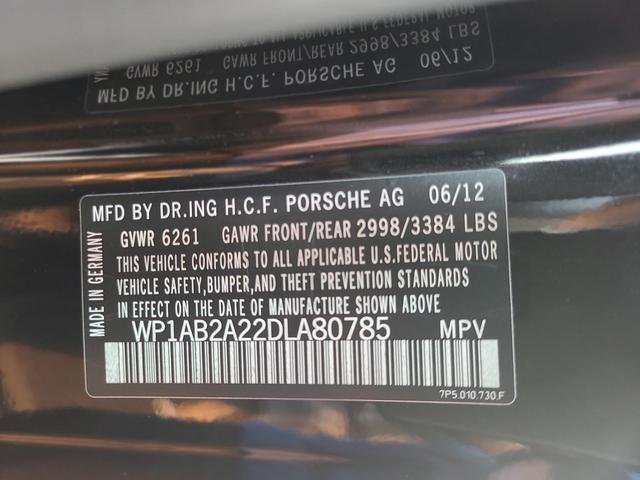 MFD BY DR.ING H.C.F. PORSCHE AG 06/12
GVWR 6261 GAWR FRONT/REAR 2998/3384 LBS
THIS VEHICLE CONFORMS TO ALL APPLICABLE U.S.FEDERAL MOTOR
VEHICLE SAFETY,BUMPER,AND THEFT PREVENTION STANDARDS
IN EFFECT ON THE DATE OF MANUFACTURE SHOWN ABOVE
WP1AB2A22DLA80785 MPV
7P5.010.730.F
MADE IN GERMANY